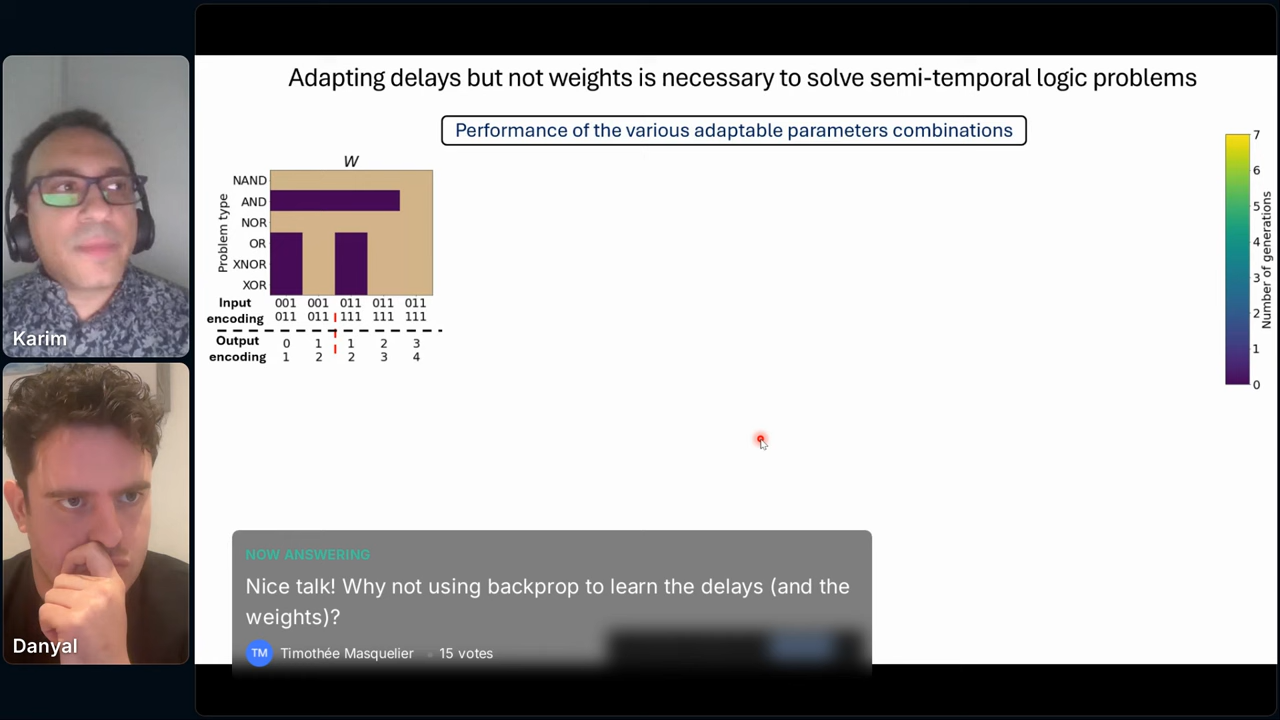 Adapting delays but not weights is necessary to solve semi-temporal logic problems
Performance of the various adaptable parameters combinations
W
Problem type
NAND
AND
NOR
OR
XNOR
XOR
Input encoding
001 001 011 011 011
011 011 111 111 111
Output encoding
0 1 1 2 3
1 2 2 3 4
7
6
5
4
3
2
1
0
Number of generations
Karim
Danyal
NOW ANSWERING
Nice talk! Why not using backprop to learn the delays (and the
weights)?
TM Timothée Masquelier 15 votes